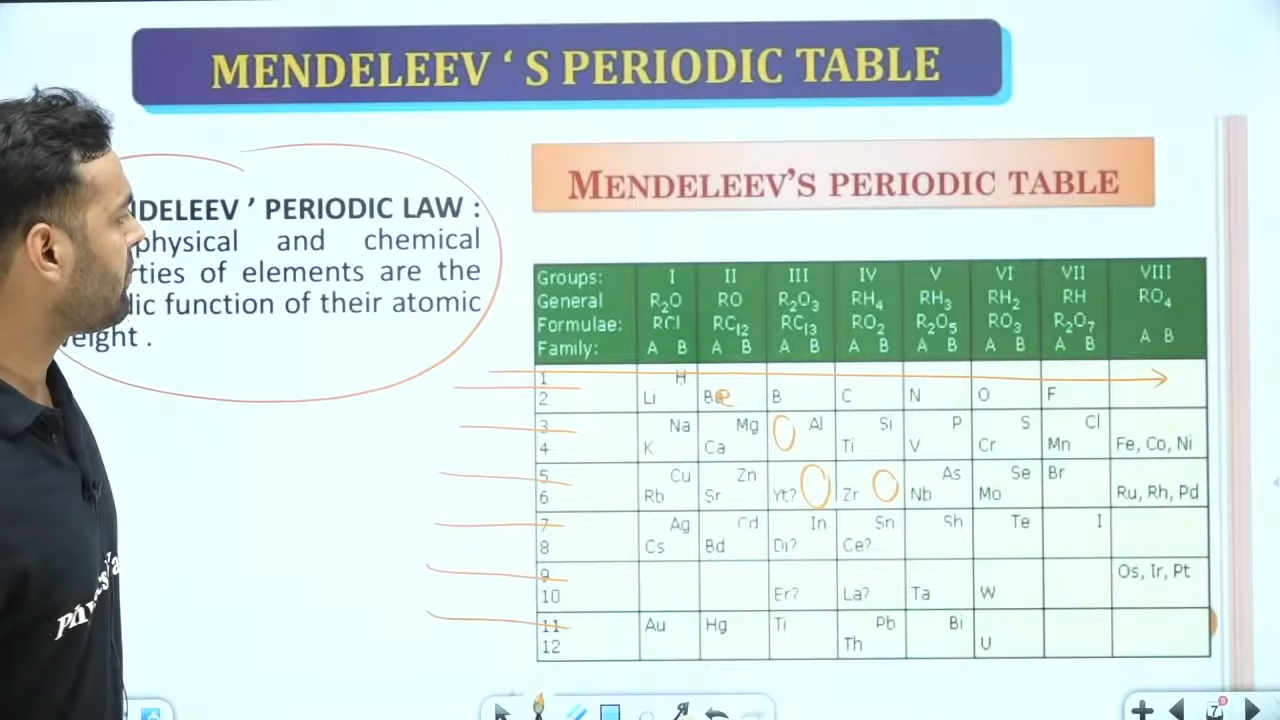 MENDELEEV ‘ S PERIODIC TABLE
NDELEEV ’ PERIODIC LAW :
physical and chemical
rties of elements are the
dic function of their atomic
weight .
MENDELEEV'S PERIODIC TABLE
Groups: I II III IV V VI VII VIII
General R2O RO R2O3 RH4 RH3 RH2 RH RO4
Formulae: RCl RC12 RC13 RO2 R2O5 RO3 R2O7
Family: A B A B A B A B A B A B A B A B
1 H
2 Li Be B C N O F
3 Na Mg Al Si P S Cl
4 K Ca Ti V Cr Mn Fe, Co, Ni
5 Cu Zn As Se Br
6 Rb Sr Yt? Zr Nb Mo Ru, Rh, Pd
7 Ag Cd In Sn Sh Te I
8 Cs Bd Di? Ce?
9 Os, Ir, Pt
10 Er? La? Ta W
11 Au Hg Ti Pb Bi
12 Th U
7